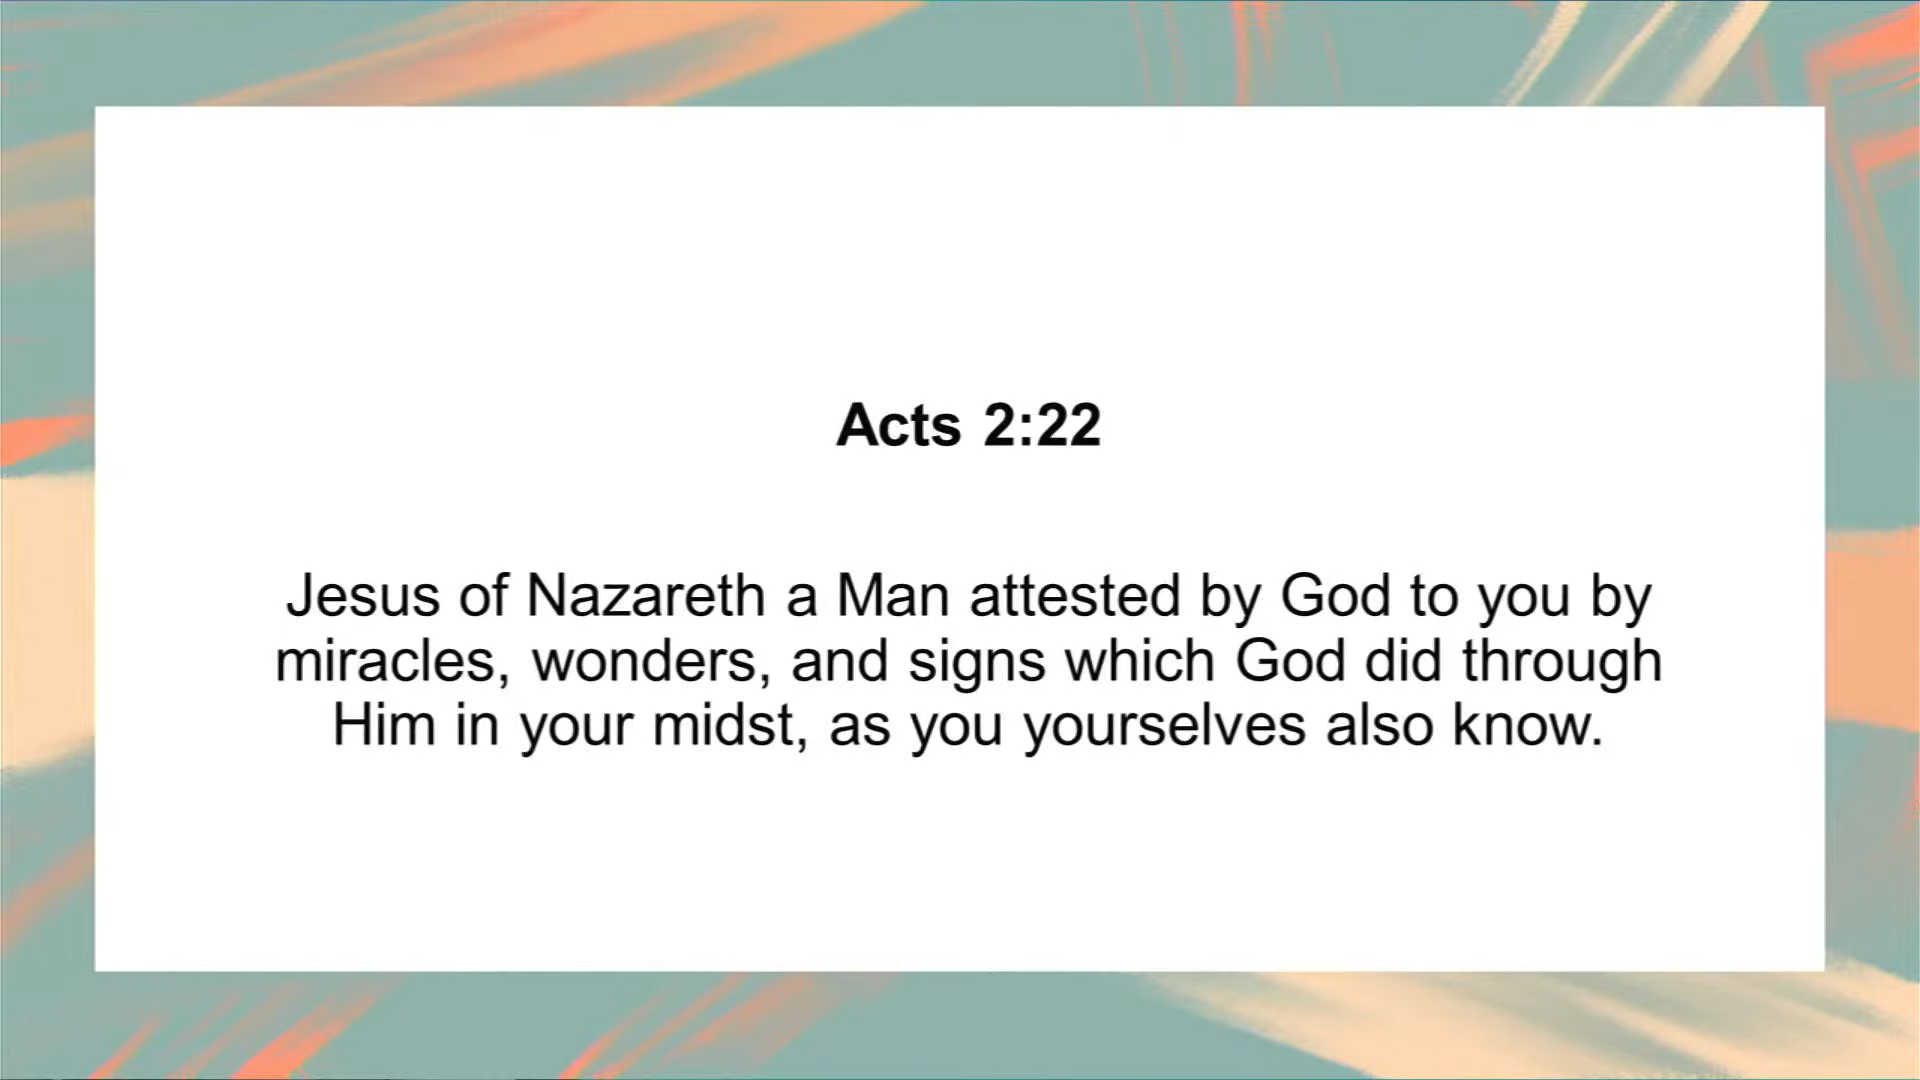 Acts 2:22
Jesus of Nazareth a Man attested by God to you by
miracles, wonders, and signs which God did through
Him in your midst, as you yourselves also know.